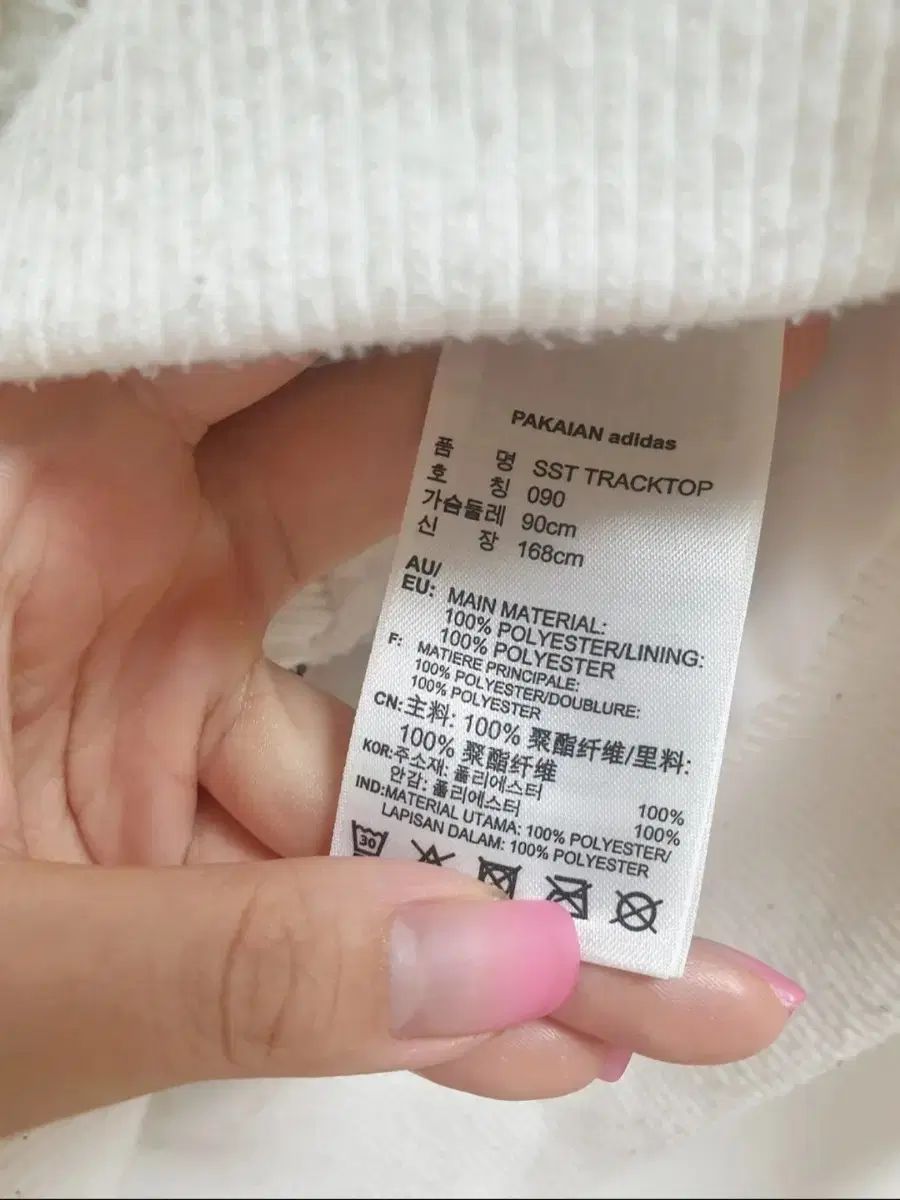 PAKAIAN adidas
품 명 SST TRACKTOP
호 칭 090
가슴둘레 90cm
신 장 168cm
AU/
EU: MAIN MATERIAL:
100% POLYESTER/LINING:
100% POLYESTER
F: MATIERE PRINCIPALE:
100% POLYESTER/DOUBLURE:
100% POLYESTER
CN:主料: 100% 聚酯纤维/里料:
100% 聚酯纤维
KOR:주소재: 폴리에스터 100%
안감: 폴리에스터 100%
IND:MATERIAL UTAMA: 100% POLYESTER/
LAPISAN DALAM: 100% POLYESTER
30